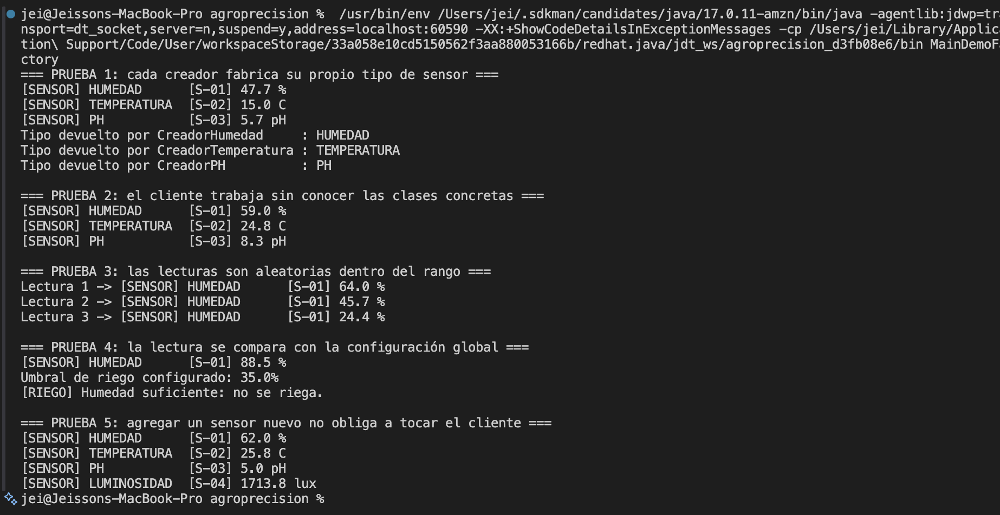 jei@Jeissons-MacBook-Pro agroprecision %  /usr/bin/env /Users/jei/.sdkman/candidates/java/17.0.11-amzn/bin/java -agentlib:jdwp=tra
nsport=dt_socket,server=n,suspend=y,address=localhost:60590 -XX:+ShowCodeDetailsInExceptionMessages -cp /Users/jei/Library/Applica
tion\ Support/Code/User/workspaceStorage/33a058e10cd5150562f3aa880053166b/redhat.java/jdt_ws/agroprecision_d3fb08e6/bin MainDemoFa
ctory
=== PRUEBA 1: cada creador fabrica su propio tipo de sensor ===
[SENSOR] HUMEDAD      [S-01] 47.7 %
[SENSOR] TEMPERATURA  [S-02] 15.0 C
[SENSOR] PH           [S-03] 5.7 pH
Tipo devuelto por CreadorHumedad     : HUMEDAD
Tipo devuelto por CreadorTemperatura : TEMPERATURA
Tipo devuelto por CreadorPH          : PH

=== PRUEBA 2: el cliente trabaja sin conocer las clases concretas ===
[SENSOR] HUMEDAD      [S-01] 59.0 %
[SENSOR] TEMPERATURA  [S-02] 24.8 C
[SENSOR] PH           [S-03] 8.3 pH

=== PRUEBA 3: las lecturas son aleatorias dentro del rango ===
Lectura 1 -> [SENSOR] HUMEDAD      [S-01] 64.0 %
Lectura 2 -> [SENSOR] HUMEDAD      [S-01] 45.7 %
Lectura 3 -> [SENSOR] HUMEDAD      [S-01] 24.4 %

=== PRUEBA 4: la lectura se compara con la configuración global ===
[SENSOR] HUMEDAD      [S-01] 88.5 %
Umbral de riego configurado: 35.0%
[RIEGO] Humedad suficiente: no se riega.

=== PRUEBA 5: agregar un sensor nuevo no obliga a tocar el cliente ===
[SENSOR] HUMEDAD      [S-01] 62.0 %
[SENSOR] TEMPERATURA  [S-02] 25.8 C
[SENSOR] PH           [S-03] 5.0 pH
[SENSOR] LUMINOSIDAD  [S-04] 1713.8 lux
jei@Jeissons-MacBook-Pro agroprecision %